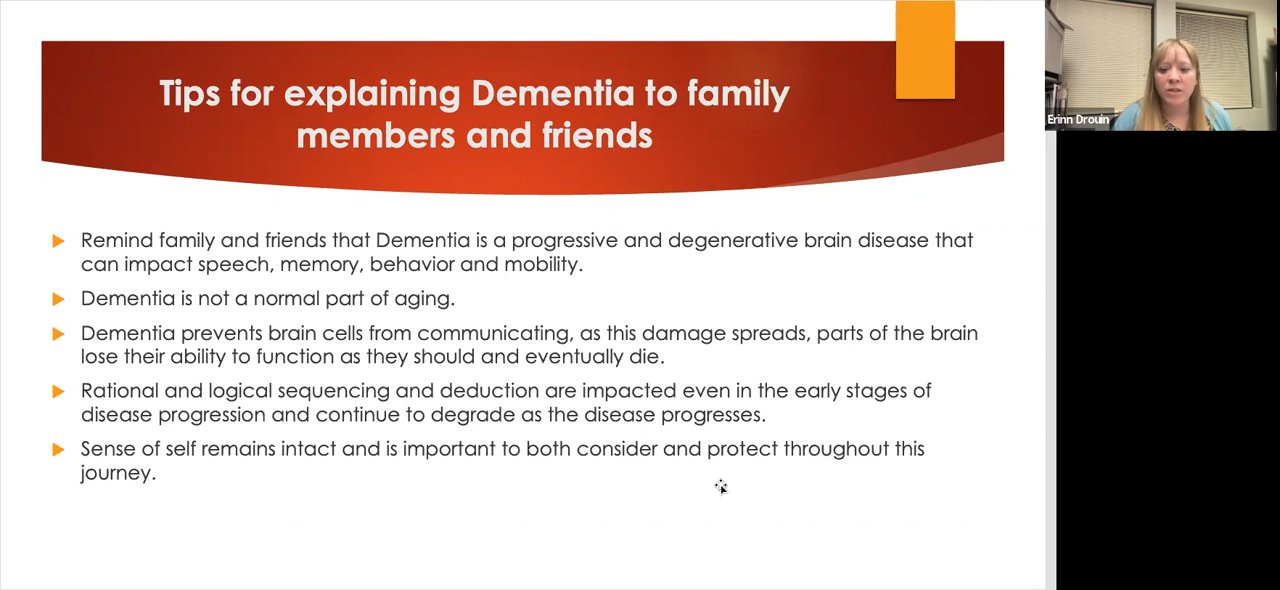 Tips for explaining Dementia to family
members and friends
Erinn Drouin
Remind family and friends that Dementia is a progressive and degenerative brain disease that
can impact speech, memory, behavior and mobility.
Dementia is not a normal part of aging.
Dementia prevents brain cells from communicating, as this damage spreads, parts of the brain
lose their ability to function as they should and eventually die.
Rational and logical sequencing and deduction are impacted even in the early stages of
disease progression and continue to degrade as the disease progresses.
Sense of self remains intact and is important to both consider and protect throughout this
journey.